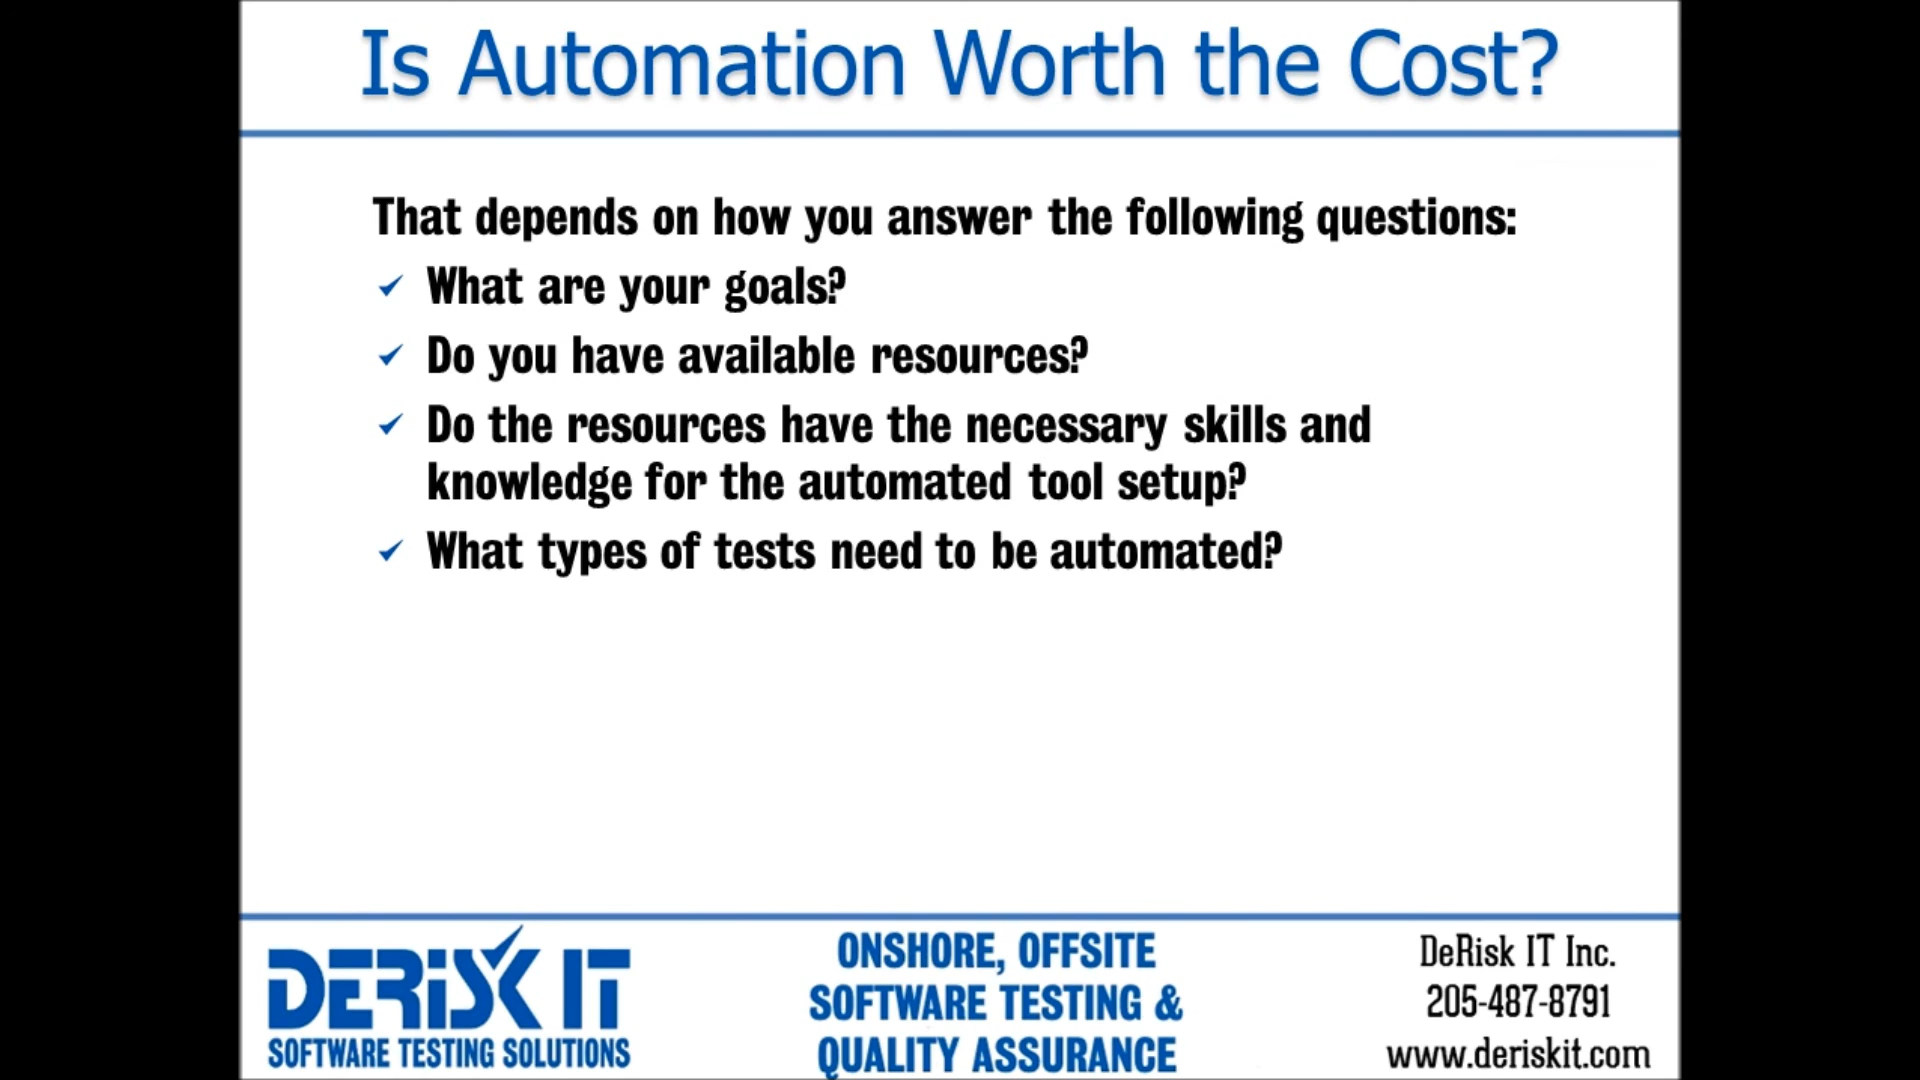 Is Automation Worth the Cost?
That depends on how you answer the following questions:
What are your goals?
Do you have available resources?
Do the resources have the necessary skills and
knowledge for the automated tool setup?
What types of tests need to be automated?
DERISK IT
SOFTWARE TESTING SOLUTIONS
ONSHORE, OFFSITE
SOFTWARE TESTING &
QUALITY ASSURANCE
DeRisk IT Inc.
205-487-8791
www.deriskit.com